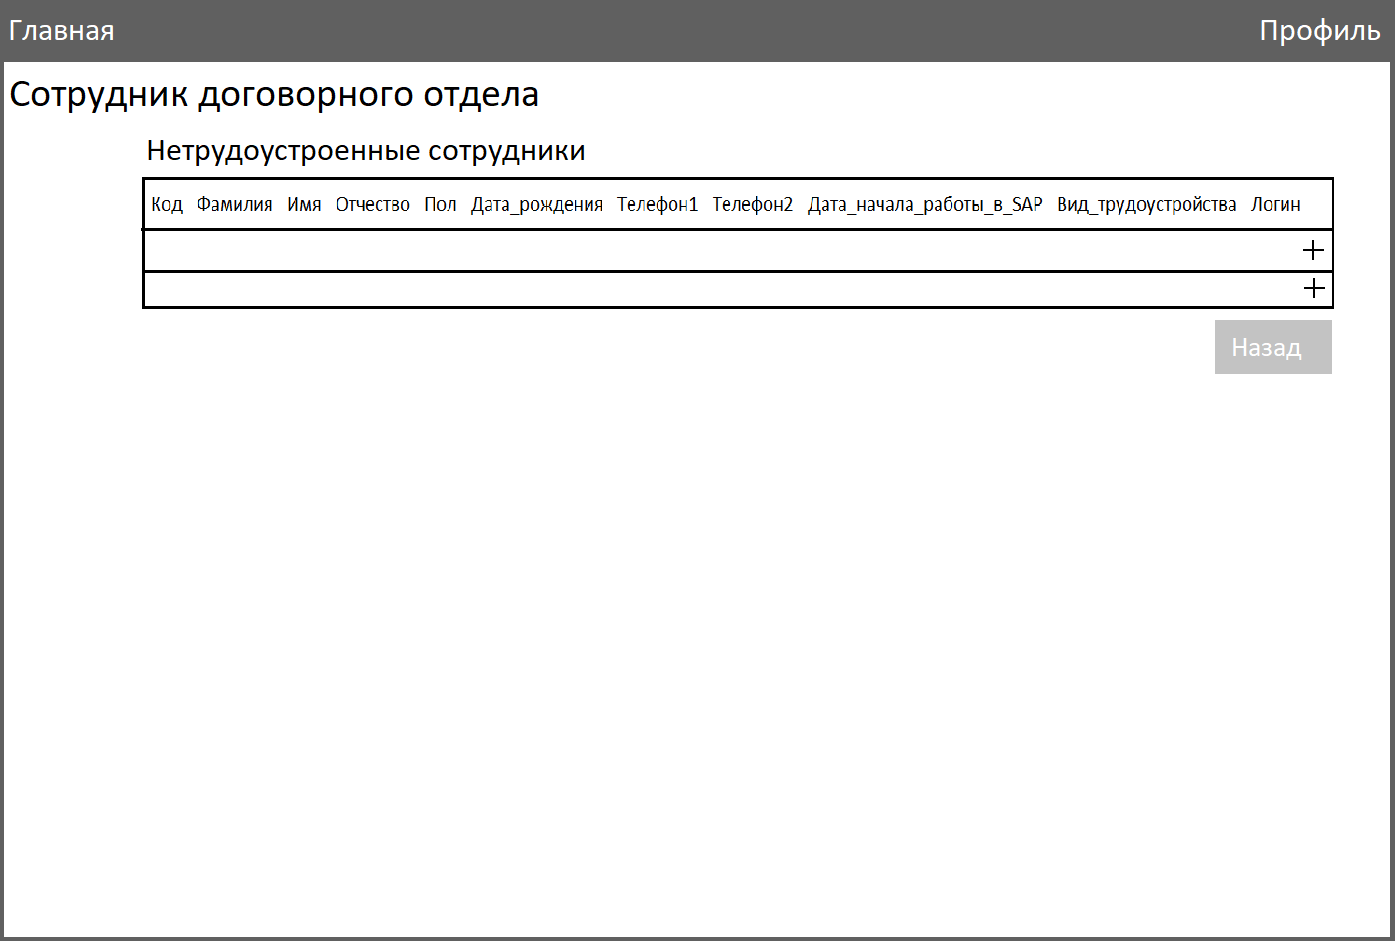 Главная Профиль
Сотрудник договорного отдела
Нетрудоустроенные сотрудники
Код Фамилия Имя Отчество Пол Дата_рождения Телефон1 Телефон2 Дата_начала_работы_в_SAP Вид_трудоустройства Логин
+
+
Назад